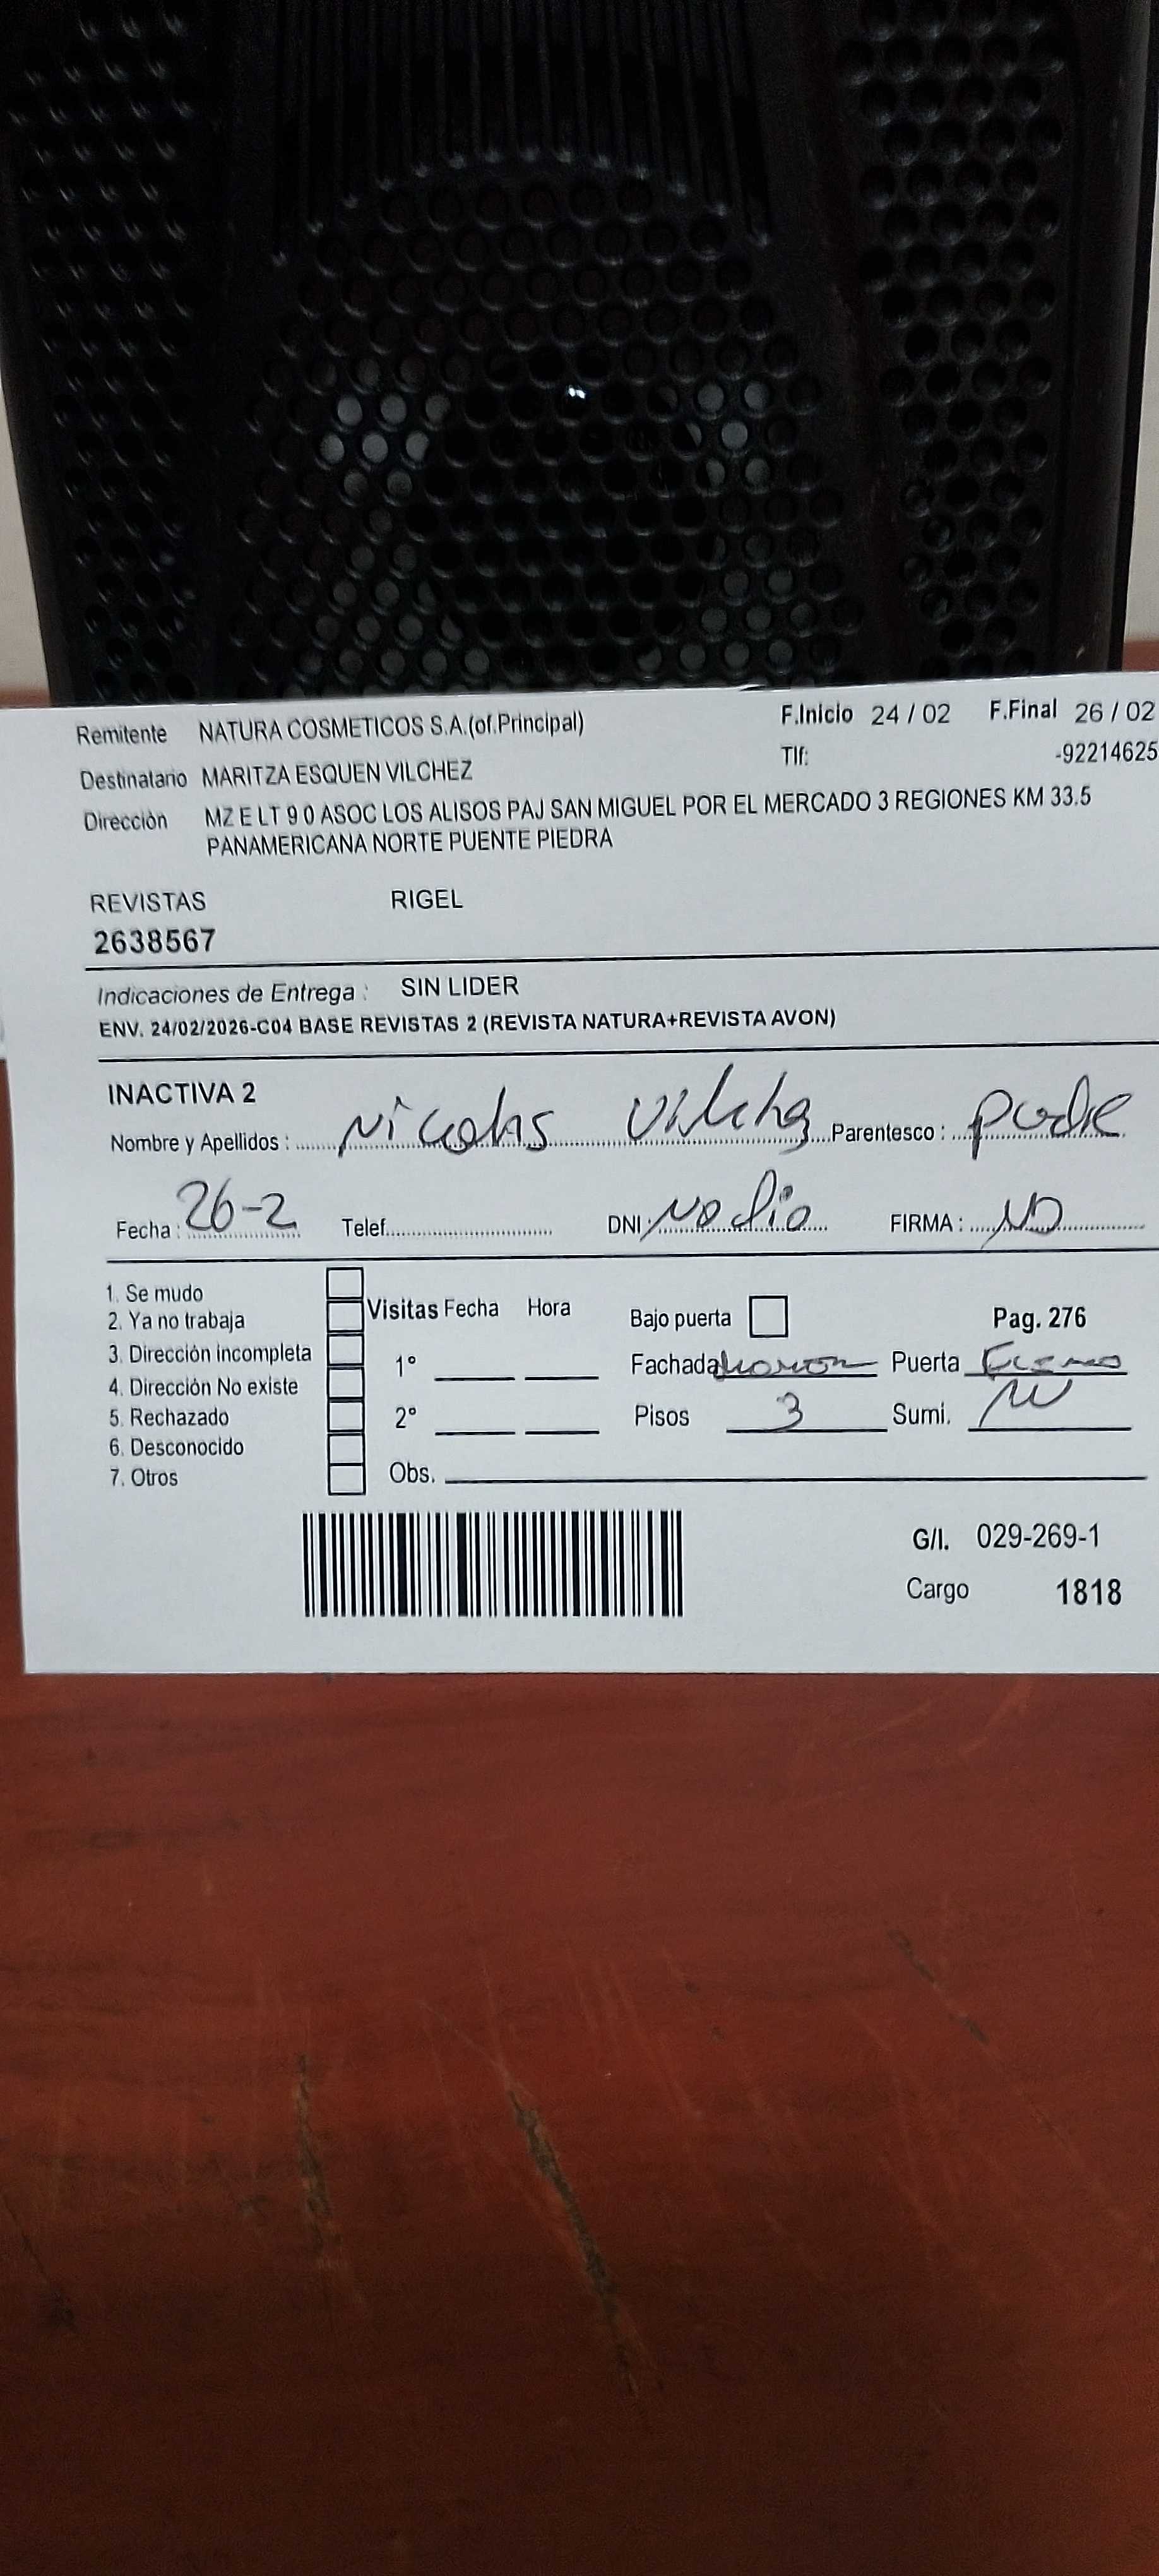 Remitente NATURA COSMETICOS S.A.(of.Principal) F.Inicio 24 / 02 F.Final 26 / 02
Tlf: -92214625
Destinatario MARITZA ESQUEN VILCHEZ
Dirección MZ E LT 9 0 ASOC LOS ALISOS PAJ SAN MIGUEL POR EL MERCADO 3 REGIONES KM 33.5
PANAMERICANA NORTE PUENTE PIEDRA
REVISTAS RIGEL
2638567
Indicaciones de Entrega : SIN LIDER
ENV. 24/02/2026-C04 BASE REVISTAS 2 (REVISTA NATURA+REVISTA AVON)
INACTIVA 2
Nombre y Apellidos : Nicolas Vilchez Parentesco : padre
Fecha : 26-2 Telef. DNI: NO dio FIRMA : NO
1. Se mudo
2. Ya no trabaja
3. Dirección incompleta
4. Dirección No existe
5. Rechazado
6. Desconocido
7. Otros
Visitas Fecha Hora
1°
2°
Obs.
Bajo puerta Pag. 276
Fachada Puerta
Pisos 3 Sumi.
G/I. 029-269-1
Cargo 1818